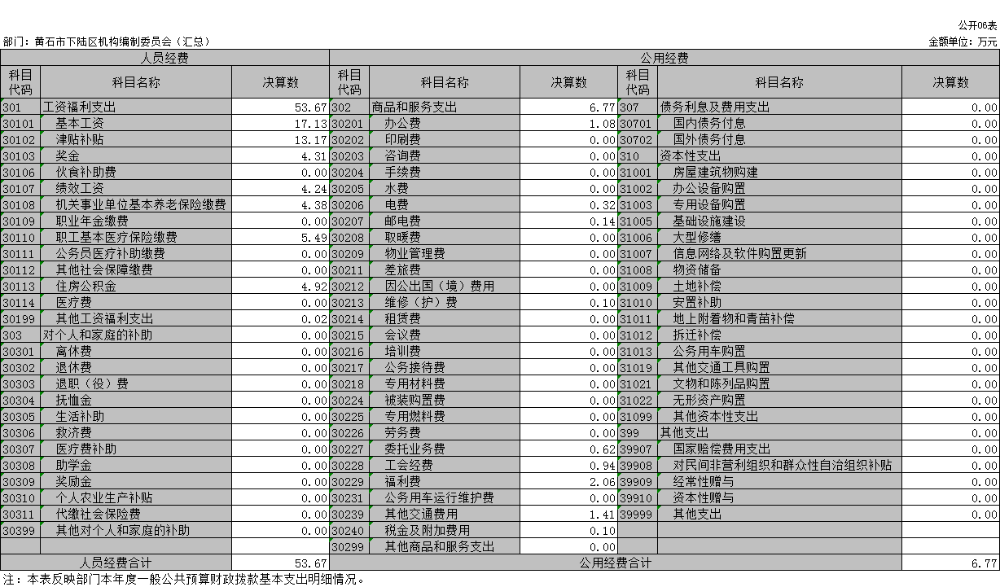 公开06表
部门：黄石市下陆区机构编制委员会（汇总） 金额单位：万元
人员经费 公用经费
科目代码 科目名称 决算数 科目代码 科目名称 决算数 科目代码 科目名称 决算数
301 工资福利支出 53.67 302 商品和服务支出 6.77 307 债务利息及费用支出 0.00
30101 基本工资 17.13 30201 办公费 1.08 30701 国内债务付息 0.00
30102 津贴补贴 13.17 30202 印刷费 0.00 30702 国外债务付息 0.00
30103 奖金 4.31 30203 咨询费 0.00 310 资本性支出 0.00
30106 伙食补助费 0.00 30204 手续费 0.00 31001 房屋建筑物购建 0.00
30107 绩效工资 4.24 30205 水费 0.00 31002 办公设备购置 0.00
30108 机关事业单位基本养老保险缴费 4.38 30206 电费 0.32 31003 专用设备购置 0.00
30109 职业年金缴费 0.00 30207 邮电费 0.14 31005 基础设施建设 0.00
30110 职工基本医疗保险缴费 5.49 30208 取暖费 0.00 31006 大型修缮 0.00
30111 公务员医疗补助缴费 0.00 30209 物业管理费 0.00 31007 信息网络及软件购置更新 0.00
30112 其他社会保障缴费 0.00 30211 差旅费 0.00 31008 物资储备 0.00
30113 住房公积金 4.92 30212 因公出国（境）费用 0.00 31009 土地补偿 0.00
30114 医疗费 0.00 30213 维修（护）费 0.10 31010 安置补助 0.00
30199 其他工资福利支出 0.02 30214 租赁费 0.00 31011 地上附着物和青苗补偿 0.00
303 对个人和家庭的补助 0.00 30215 会议费 0.00 31012 拆迁补偿 0.00
30301 离休费 0.00 30216 培训费 0.00 31013 公务用车购置 0.00
30302 退休费 0.00 30217 公务接待费 0.00 31019 其他交通工具购置 0.00
30303 退职（役）费 0.00 30218 专用材料费 0.00 31021 文物和陈列品购置 0.00
30304 抚恤金 0.00 30224 被装购置费 0.00 31022 无形资产购置 0.00
30305 生活补助 0.00 30225 专用燃料费 0.00 31099 其他资本性支出 0.00
30306 救济费 0.00 30226 劳务费 0.00 399 其他支出 0.00
30307 医疗费补助 0.00 30227 委托业务费 0.62 39907 国家赔偿费用支出 0.00
30308 助学金 0.00 30228 工会经费 0.94 39908 对民间非营利组织和群众性自治组织补贴 0.00
30309 奖励金 0.00 30229 福利费 2.06 39909 经常性赠与 0.00
30310 个人农业生产补贴 0.00 30231 公务用车运行维护费 0.00 39910 资本性赠与 0.00
30311 代缴社会保险费 0.00 30239 其他交通费用 1.41 39999 其他支出 0.00
30399 其他对个人和家庭的补助 0.00 30240 税金及附加费用 0.10
30299 其他商品和服务支出 0.00
人员经费合计 53.67 公用经费合计 6.77
注：本表反映部门本年度一般公共预算财政拨款基本支出明细情况。